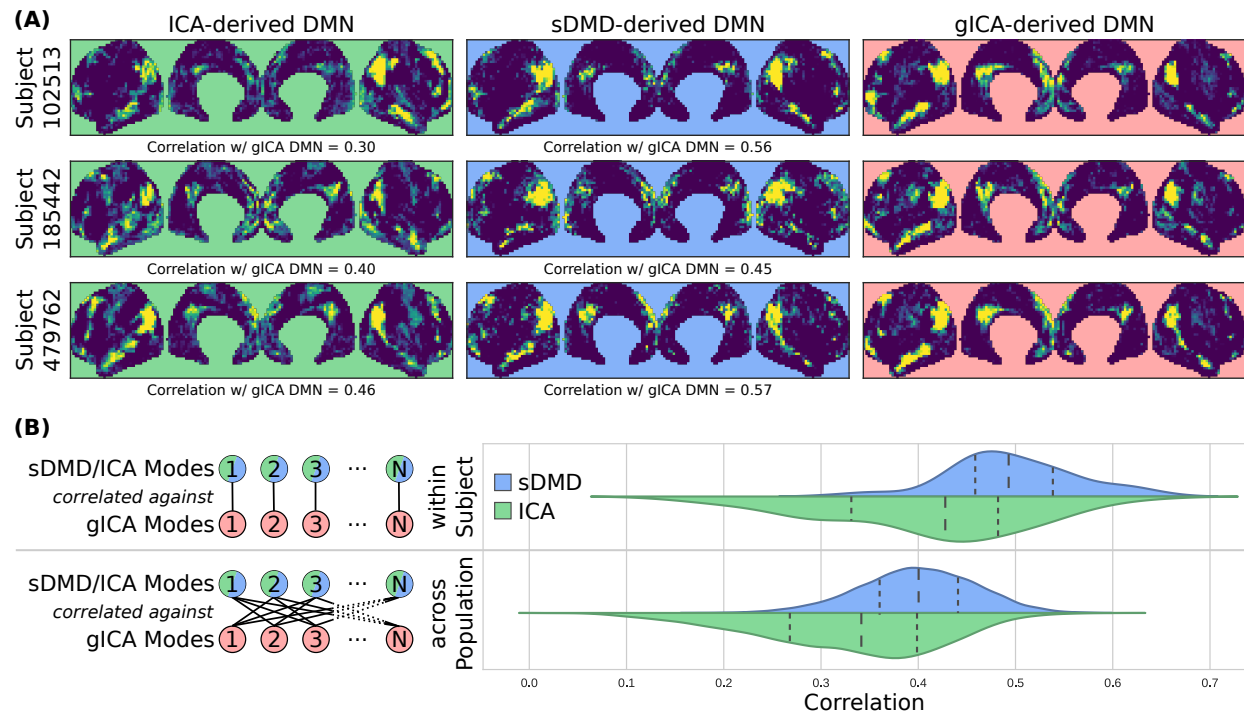 (A)
ICA-derived DMN
sDMD-derived DMN
gICA-derived DMN
Subject
102513
Correlation w/ gICA DMN = 0.30
Correlation w/ gICA DMN = 0.56
Subject
185442
Correlation w/ gICA DMN = 0.40
Correlation w/ gICA DMN = 0.45
Subject
479762
Correlation w/ gICA DMN = 0.46
Correlation w/ gICA DMN = 0.57
(B)
sDMD/ICA Modes 1 2 3 ... N
correlated against
gICA Modes 1 2 3 ... N
within
Subject
sDMD
ICA
sDMD/ICA Modes 1 2 3 ... N
correlated against
gICA Modes 1 2 3 ... N
across
Population
0.0 0.1 0.2 0.3 0.4 0.5 0.6 0.7
Correlation